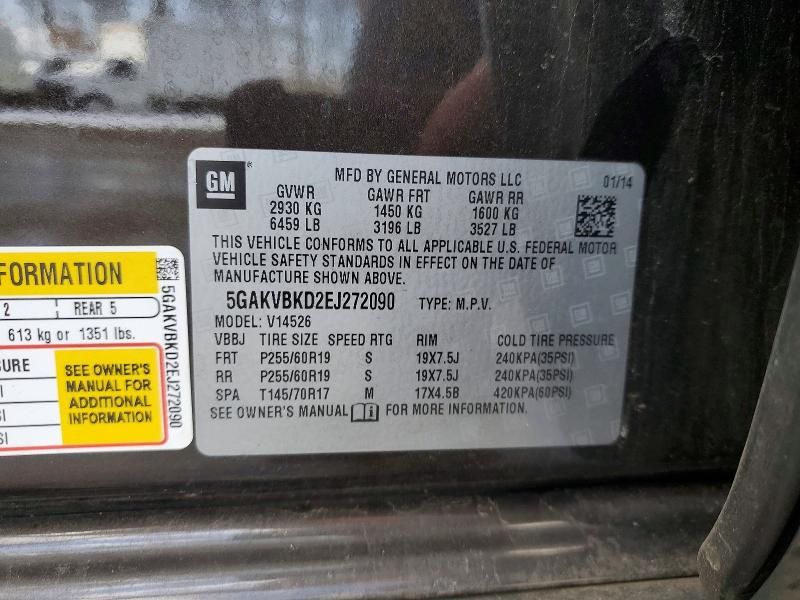 GM
MFD BY GENERAL MOTORS LLC 01/14
GVWR GAWR FRT GAWR RR
2930 KG 1450 KG 1600 KG
6459 LB 3196 LB 3527 LB
THIS VEHICLE CONFORMS TO ALL APPLICABLE U.S. FEDERAL MOTOR
VEHICLE SAFETY STANDARDS IN EFFECT ON THE DATE OF
MANUFACTURE SHOWN ABOVE.
5GAKVBKD2EJ272090 TYPE: M.P.V.
MODEL: V14526
VBBJ TIRE SIZE SPEED RTG RIM COLD TIRE PRESSURE
FRT P255/60R19 S 19X7.5J 240KPA(35PSI)
RR P255/60R19 S 19X7.5J 240KPA(35PSI)
SPA T145/70R17 M 17X4.5B 420KPA(60PSI)
SEE OWNER'S MANUAL FOR MORE INFORMATION.
FORMATION
2 REAR 5
613 kg or 1351 lbs.
SURE
SI
SI
SI
SEE OWNER'S
MANUAL FOR
ADDITIONAL
INFORMATION
5GAKVBKD2EJ272090